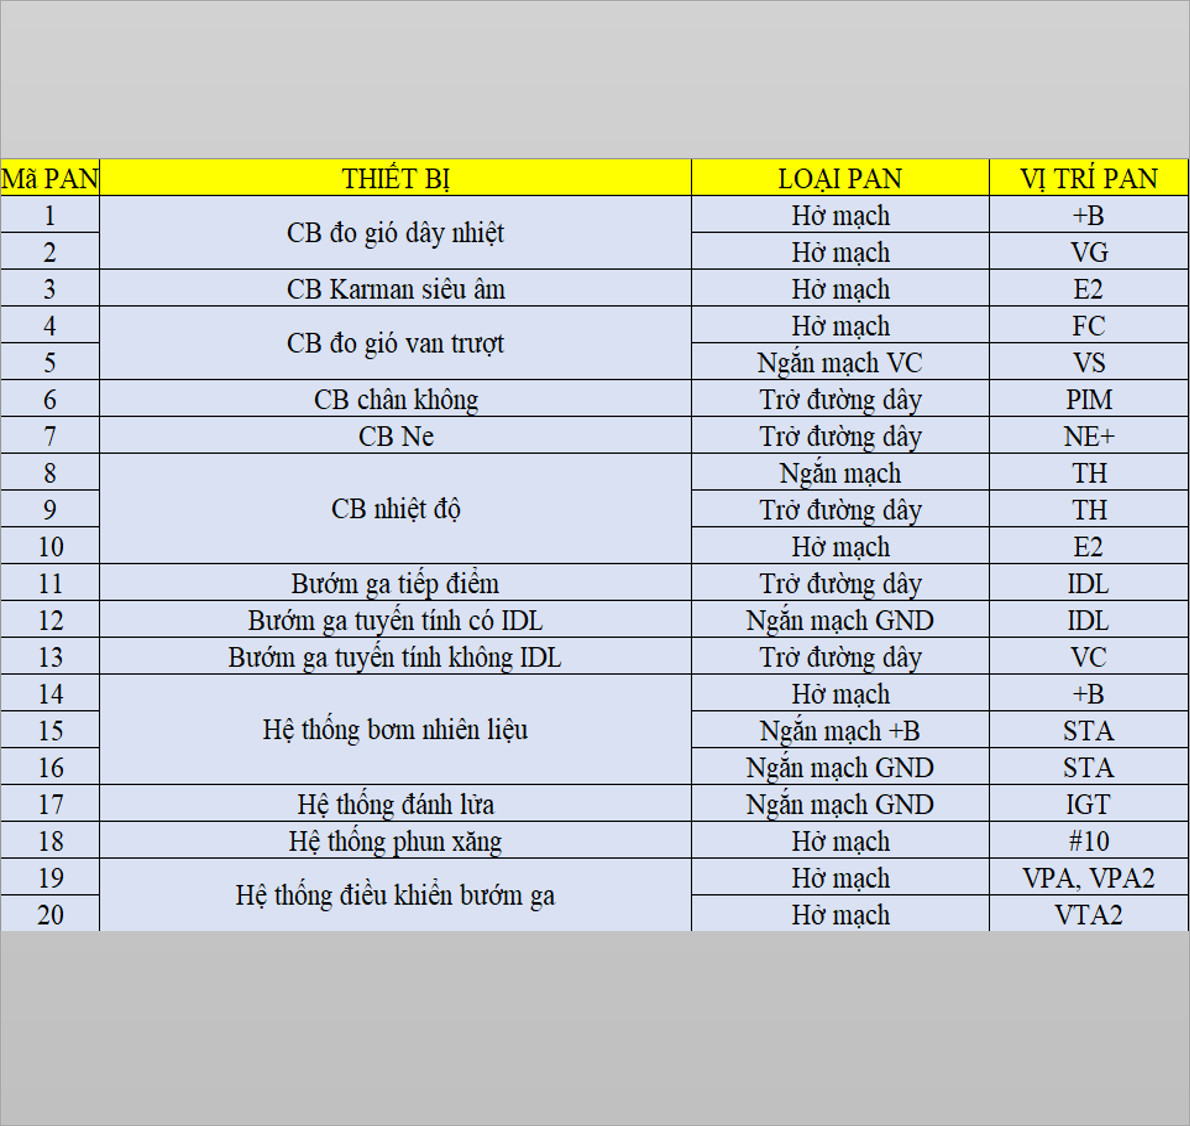 Mã PAN THIẾT BỊ LOẠI PAN VỊ TRÍ PAN
1 CB đo gió dây nhiệt Hở mạch +B
2 Hở mạch VG
3 CB Karman siêu âm Hở mạch E2
4 CB đo gió van trượt Hở mạch FC
5 Ngắn mạch VC VS
6 CB chân không Trở đường dây PIM
7 CB Ne Trở đường dây NE+
8 CB nhiệt độ Ngắn mạch TH
9 Trở đường dây TH
10 Hở mạch E2
11 Bướm ga tiếp điểm Trở đường dây IDL
12 Bướm ga tuyến tính có IDL Ngắn mạch GND IDL
13 Bướm ga tuyến tính không IDL Trở đường dây VC
14 Hệ thống bơm nhiên liệu Hở mạch +B
15 Ngắn mạch +B STA
16 Ngắn mạch GND STA
17 Hệ thống đánh lửa Ngắn mạch GND IGT
18 Hệ thống phun xăng Hở mạch #10
19 Hệ thống điều khiển bướm ga Hở mạch VPA, VPA2
20 Hở mạch VTA2